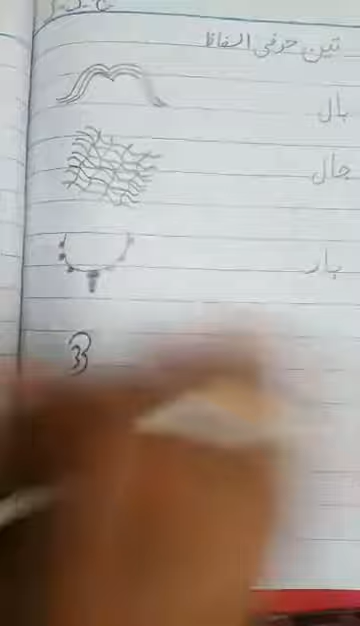 تین حرفی الفاظ
بال
جال
ہار